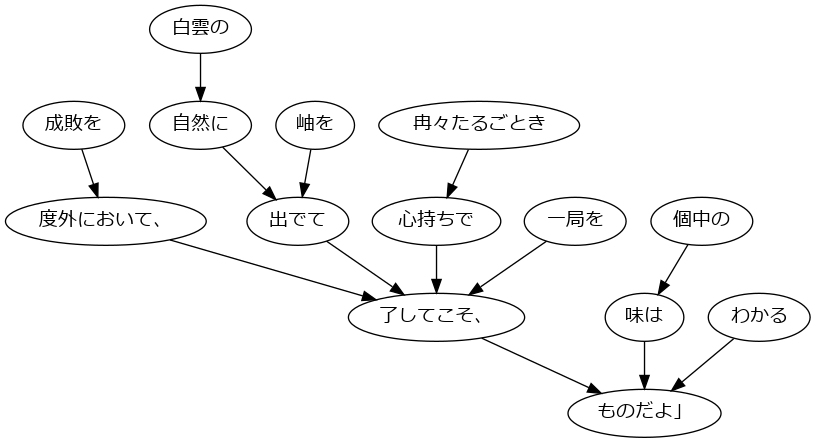 白雲の
成敗を
自然に
岫を
冉々たるごとき
度外において、
出でて
心持ちで
一局を
個中の
了してこそ、
味は
わかる
ものだよ」